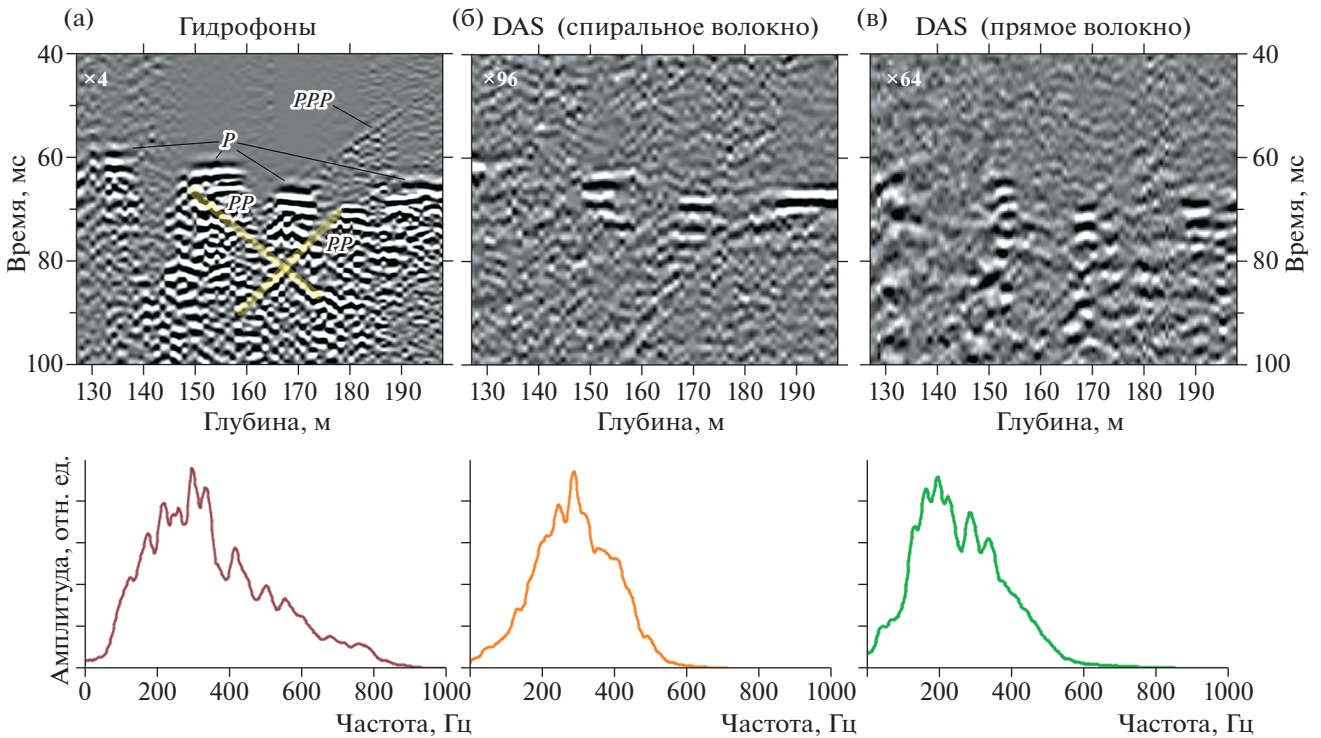 (а) Гидрофоны
(б) DAS (спиральное волокно)
(в) DAS (прямое волокно)
40
60
80
100
Время, мс
×4
PPP
P
PP
PP
130 140 150 160 170 180 190
Глубина, м
×96
130 140 150 160 170 180 190
Глубина, м
×64
130 140 150 160 170 180 190
Глубина, м
40
60
80
100
Время, мс
Амплитуда, отн. ед.
0 200 400 600 800 1000
Частота, Гц
200 400 600 800 1000
Частота, Гц
200 400 600 800 1000
Частота, Гц